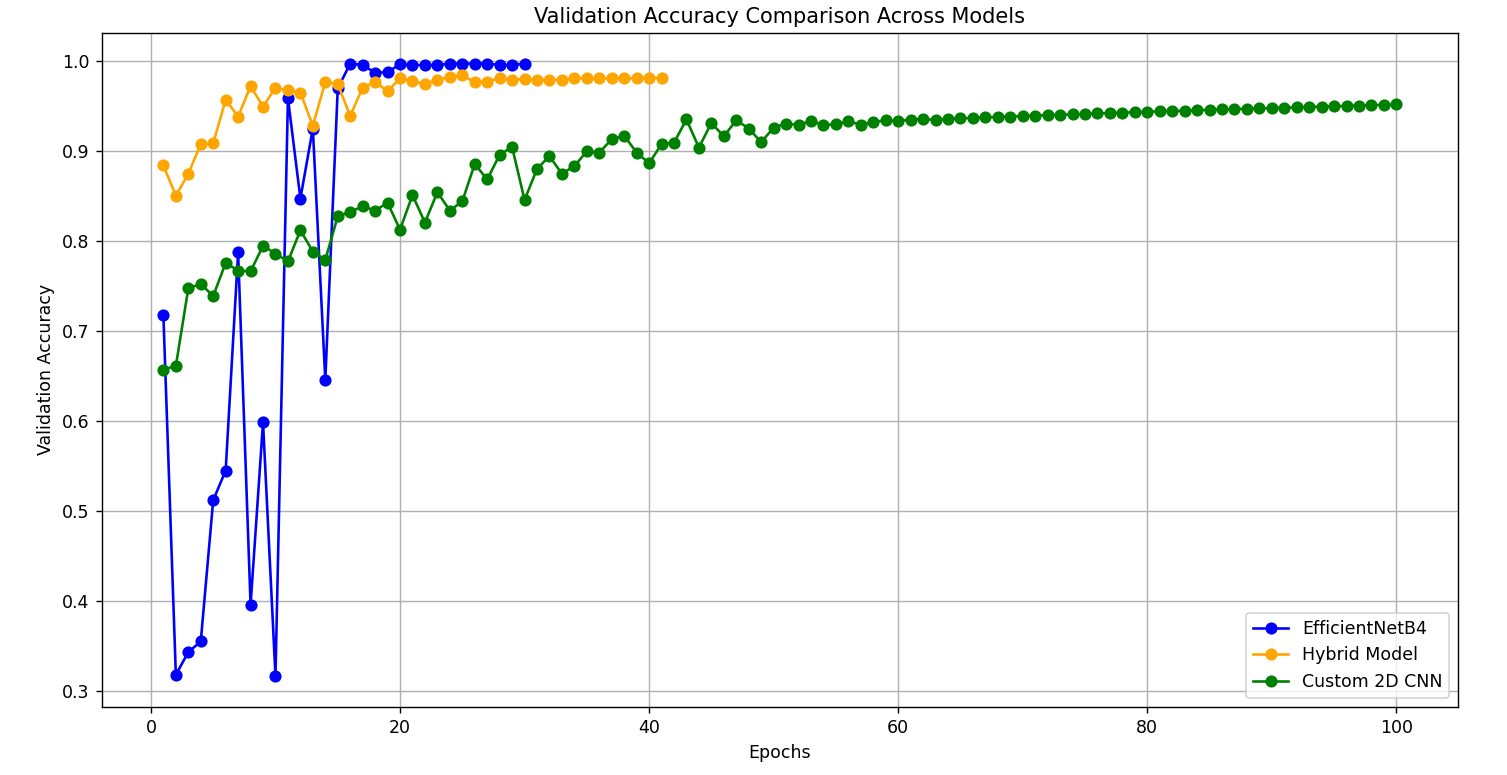 Validation Accuracy Comparison Across Models
1.0
0.9
0.8
0.7
0.6
0.5
0.4
0.3
Validation Accuracy
0 20 40 60 80 100
Epochs
EfficientNetB4
Hybrid Model
Custom 2D CNN